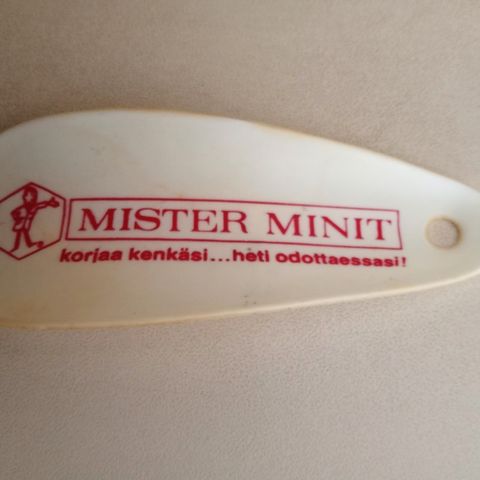 MISTER MINIT
korjaa kenkäsi...heti odottaessasi!